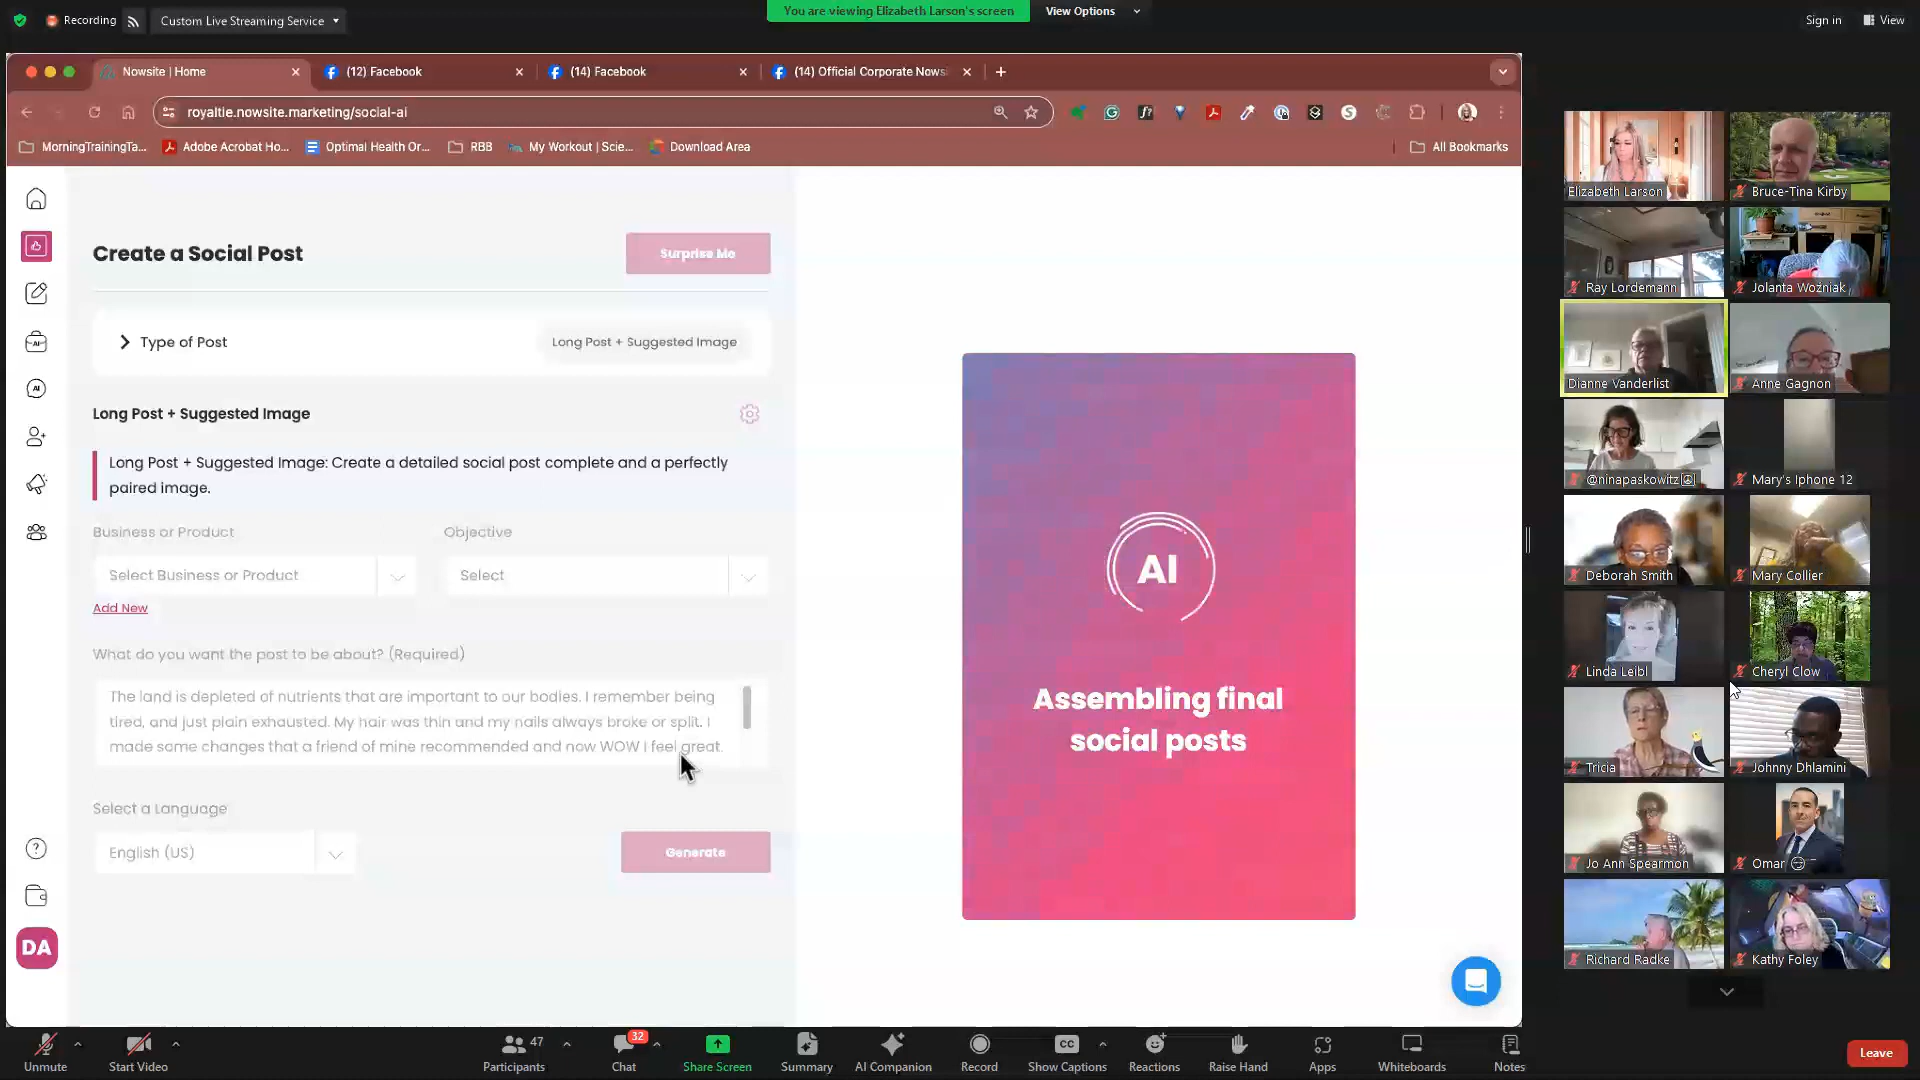 Recording
Custom Live Streaming Service
You are viewing Elizabeth Larson's screen
View Options
Sign in
View
Nowsite | Home
(12) Facebook
(14) Facebook
(14) Official Corporate Nows
royaltie.nowsite.marketing/social-ai
MorningTrainingTa...
Adobe Acrobat Ho...
Optimal Health Or...
RBB
My Workout | Scie...
Download Area
All Bookmarks
Create a Social Post
Surprise Me
Type of Post
Long Post + Suggested Image
Long Post + Suggested Image
Long Post + Suggested Image: Create a detailed social post complete and a perfectly
paired image.
Business or Product
Objective
Select Business or Product
Select
Add New
What do you want the post to be about? (Required)
The land is depleted of nutrients that are important to our bodies. I remember being
tired, and just plain exhausted. My hair was thin and my nails always broke or split. I
made some changes that a friend of mine recommended and now WOW I feel great.
Select a Language
English (US)
Generate
DA
AI
Assembling final
social posts
Elizabeth Larson
Bruce-Tina Kirby
Ray Lordemann
Jolanta Woźniak
Dianne Vanderlist
Anne Gagnon
@ninapaskowitz
Mary's Iphone 12
Deborah Smith
Mary Collier
Linda Leibl
Cheryl Clow
Tricia
Johnny Dhlamini
Jo Ann Spearmon
Omar
Richard Radke
Kathy Foley
Unmute
Start Video
Participants
47
Chat
32
Share Screen
Summary
AI Companion
Record
CC
Show Captions
Reactions
Raise Hand
Apps
Whiteboards
Notes
Leave